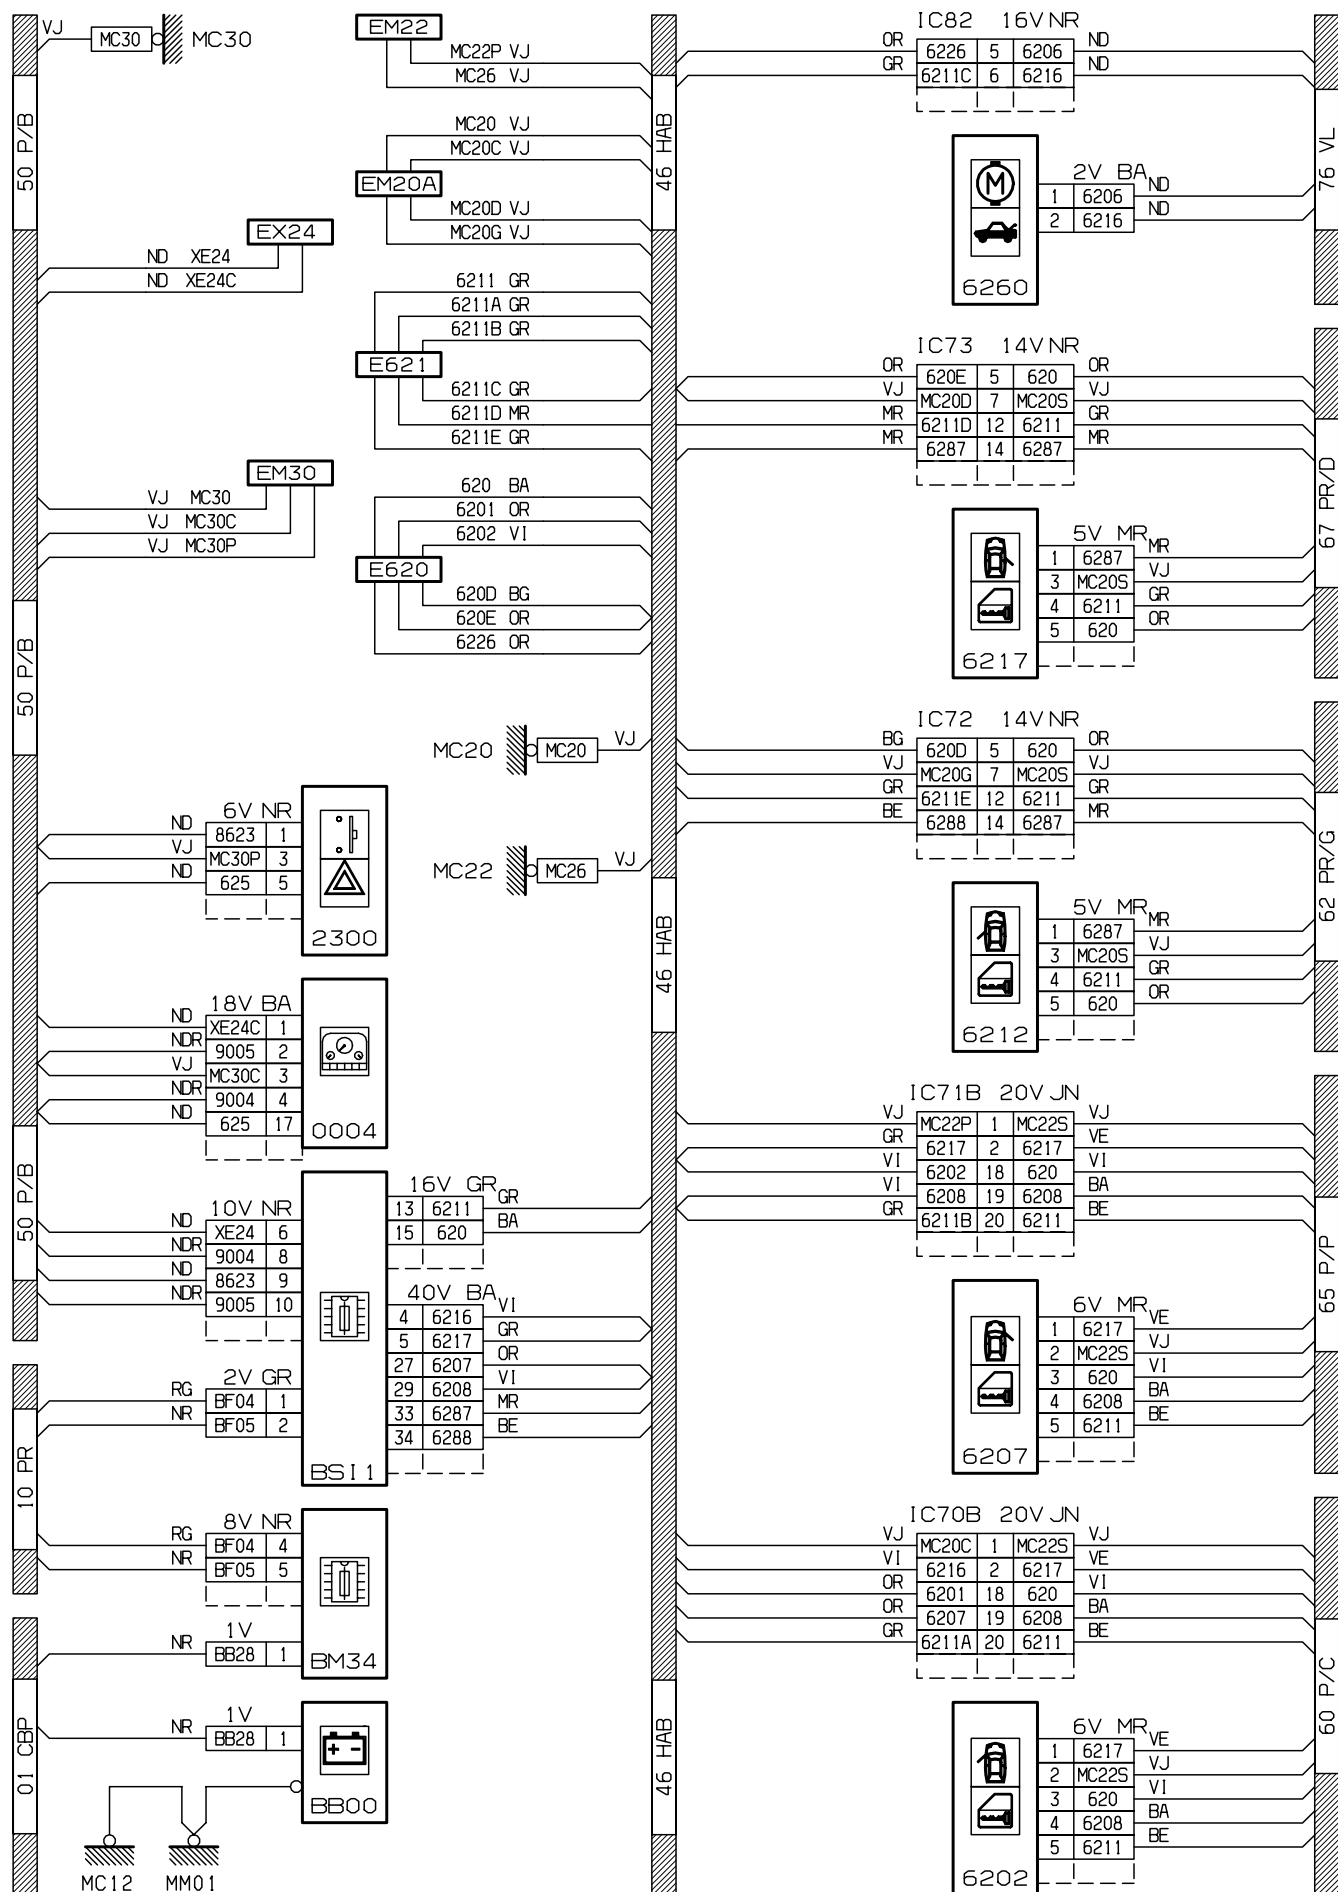 VJ MC30 MC30
50 P/B
ND XE24
ND XE24C
EX24
VJ MC30
VJ MC30C
VJ MC30P
EM30
50 P/B
6V NR
ND 8623 1
VJ MC30P 3
ND 625 5
2300
18V BA
ND XE24C 1
NDR 9005 2
VJ MC30C 3
NDR 9004 4
ND 625 17
0004
50 P/B
10V NR
ND XE24 6
NDR 9004 8
ND 8623 9
NDR 9005 10
2V GR
RG BF04 1
NR BF05 2
16V GR
13 6211 GR
15 620 BA
40V BA
4 6216 VI
5 6217 GR
27 6207 OR
29 6208 VI
33 6287 MR
34 6288 BE
BSI1
10 PR
8V NR
RG BF04 4
NR BF05 5
1V
NR BB28 1
BM34
01 CBP
1V
NR BB28 1
+ -
BB00
MC12 MM01
EM22
MC22P VJ
MC26 VJ
MC20 VJ
MC20C VJ
EM20A
MC20D VJ
MC20G VJ
6211 GR
6211A GR
6211B GR
E621
6211C GR
6211D MR
6211E GR
620 BA
6201 OR
6202 VI
E620
620D BG
620E OR
6226 OR
MC20 MC20 VJ
MC22 MC26 VJ
46 HAB
46 HAB
46 HAB
IC82 16V NR
OR 6226 5 6206 ND
GR 6211C 6 6216 ND
M
2V BA
1 6206 ND
2 6216 ND
6260
76 VL
IC73 14V NR
OR 620E 5 620 OR
VJ MC20D 7 MC20S VJ
MR 6211D 12 6211 GR
MR 6287 14 6287 MR
5V MR
1 6287 MR
3 MC20S VJ
4 6211 GR
5 620 OR
6217
67 PR/D
IC72 14V NR
BG 620D 5 620 OR
VJ MC20G 7 MC20S VJ
GR 6211E 12 6211 GR
BE 6288 14 6287 MR
5V MR
1 6287 MR
3 MC20S VJ
4 6211 GR
5 620 OR
6212
62 PR/G
IC71B 20V JN
VJ MC22P 1 MC22S VJ
GR 6217 2 6217 VE
VI 6202 18 620 VI
VI 6208 19 6208 BA
GR 6211B 20 6211 BE
6V MR
1 6217 VE
2 MC22S VJ
3 620 VI
4 6208 BA
5 6211 BE
6207
65 P/P
IC70B 20V JN
VJ MC20C 1 MC22S VJ
VI 6216 2 6217 VE
OR 6201 18 620 VI
OR 6207 19 6208 BA
GR 6211A 20 6211 BE
6V MR
1 6217 VE
2 MC22S VJ
3 620 VI
4 6208 BA
5 6211 BE
6202
60 P/C